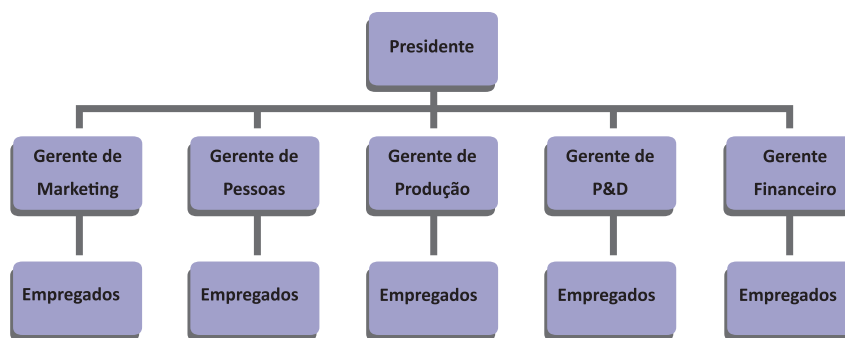 Presidente
Gerente de
Marketing
Gerente de
Pessoas
Gerente de
Produção
Gerente de
P&D
Gerente
Financeiro
Empregados
Empregados
Empregados
Empregados
Empregados